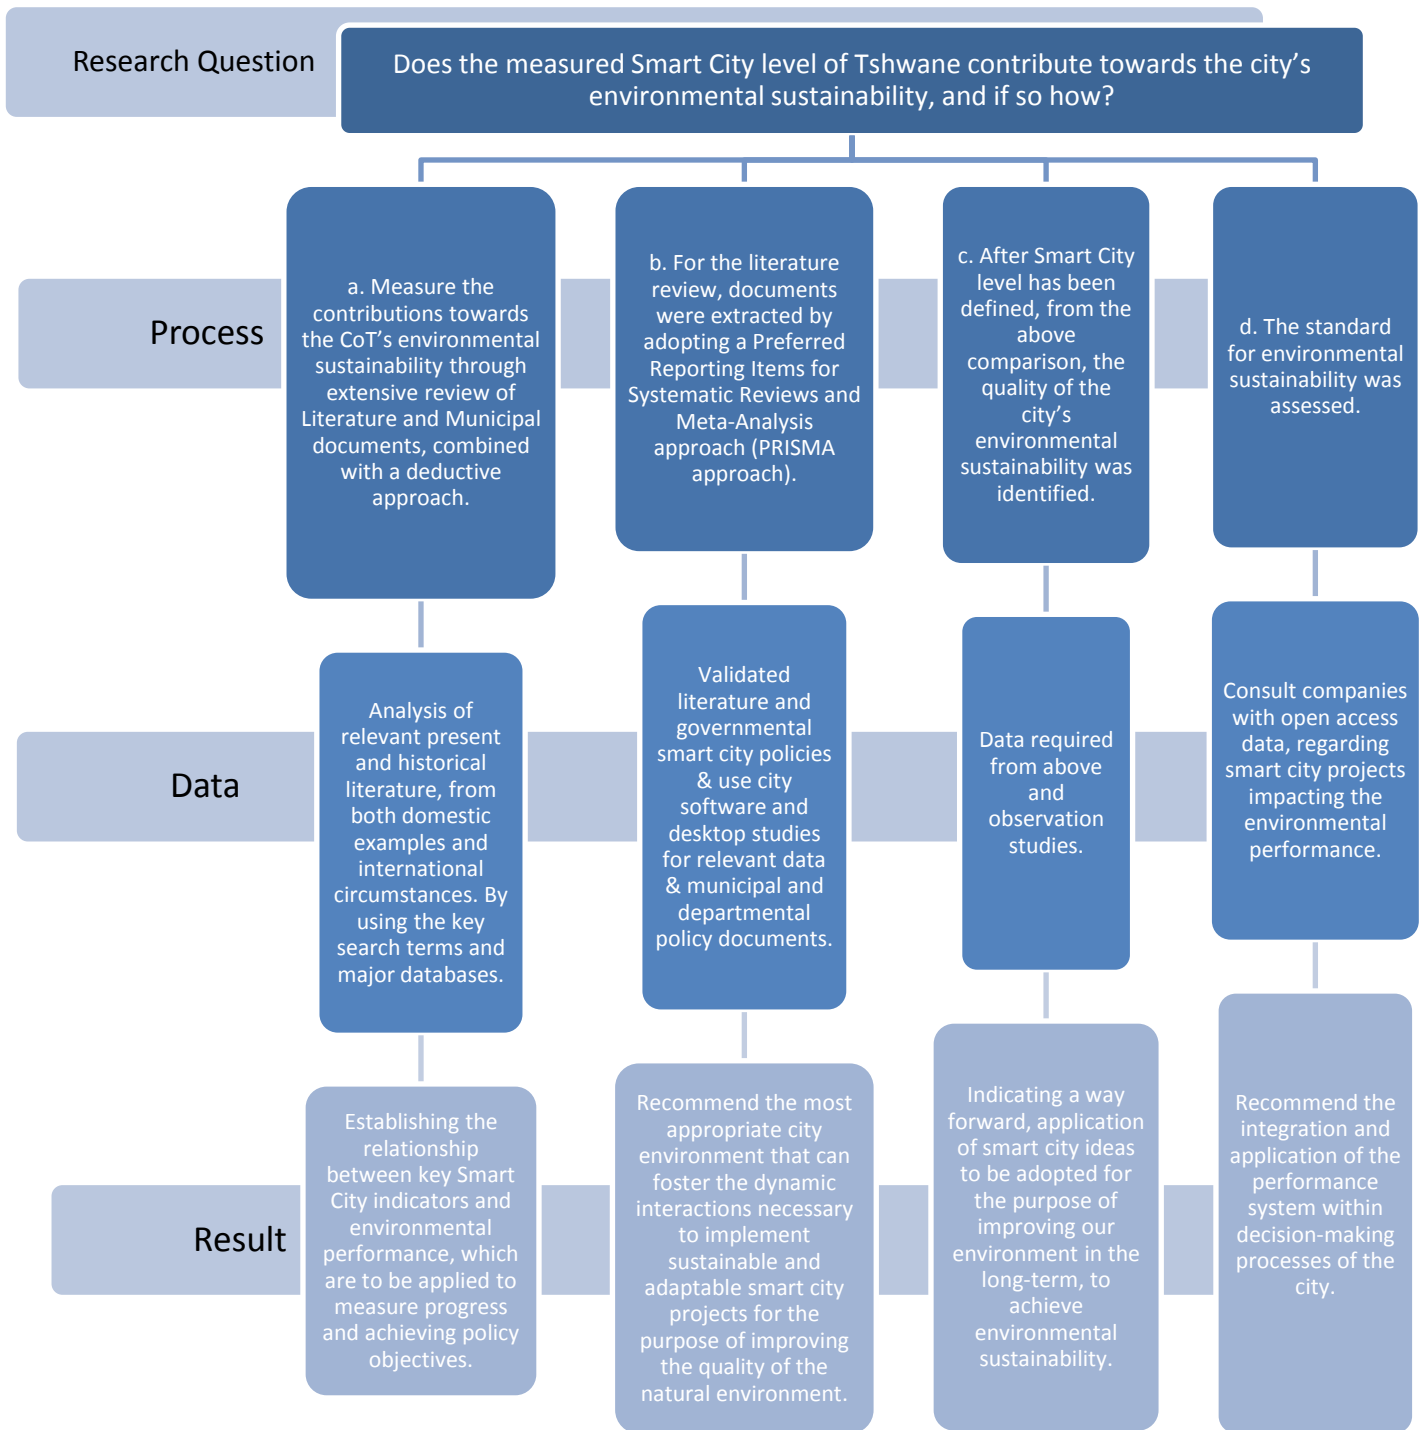 Research Question
Does the measured Smart City level of Tshwane contribute towards the city’s
environmental sustainability, and if so how?
Process
a. Measure the
contributions towards
the CoT’s environmental
sustainability through
extensive review of
Literature and Municipal
documents, combined
with a deductive
approach.
b. For the literature
review, documents
were extracted by
adopting a Preferred
Reporting Items for
Systematic Reviews and
Meta-Analysis
approach (PRISMA
approach).
c. After Smart City
level has been
defined, from the
above
comparison, the
quality of the
city’s
environmental
sustainability was
identified.
d. The standard
for environmental
sustainability was
assessed.
Data
Analysis of
relevant present
and historical
literature, from
both domestic
examples and
international
circumstances. By
using the key
search terms and
major databases.
Validated
literature and
governmental
smart city policies
& use city
software and
desktop studies
for relevant data
& municipal and
departmental
policy documents.
Data required
from above
and
observation
studies.
Consult companies
with open access
data, regarding
smart city projects
impacting the
environmental
performance.
Result
Establishing the
relationship
between key Smart
City indicators and
environmental
performance, which
are to be applied to
measure progress
and achieving policy
objectives.
Recommend the most
appropriate city
environment that can
foster the dynamic
interactions necessary
to implement
sustainable and
adaptable smart city
projects for the
purpose of improving
the quality of the
natural environment.
Indicating a way
forward, application
of smart city ideas
to be adopted for
the purpose of
improving our
environment in the
long-term, to
achieve
environmental
sustainability.
Recommend the
integration and
application of the
performance
system within
decision-making
processes of the
city.